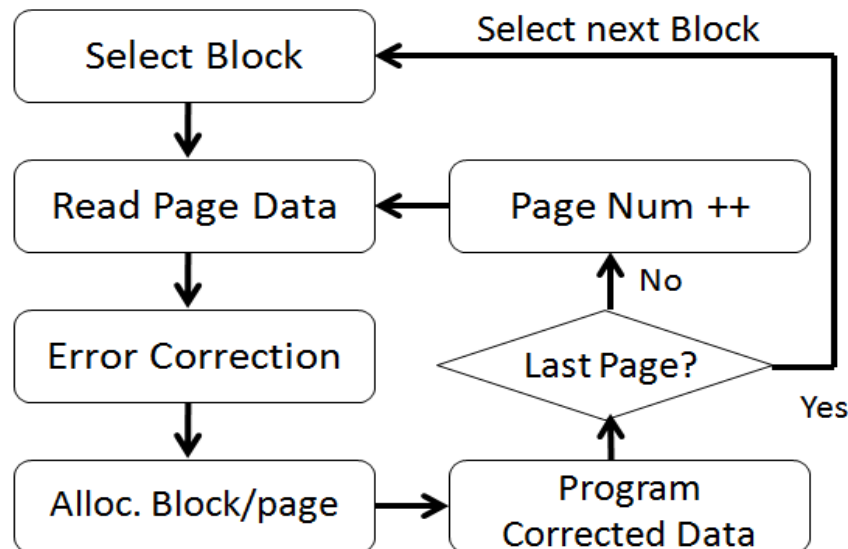 Select Block
Select next Block
Read Page Data
Page Num ++
No
Error Correction
Last Page?
Yes
Alloc. Block/page
Program
Corrected Data